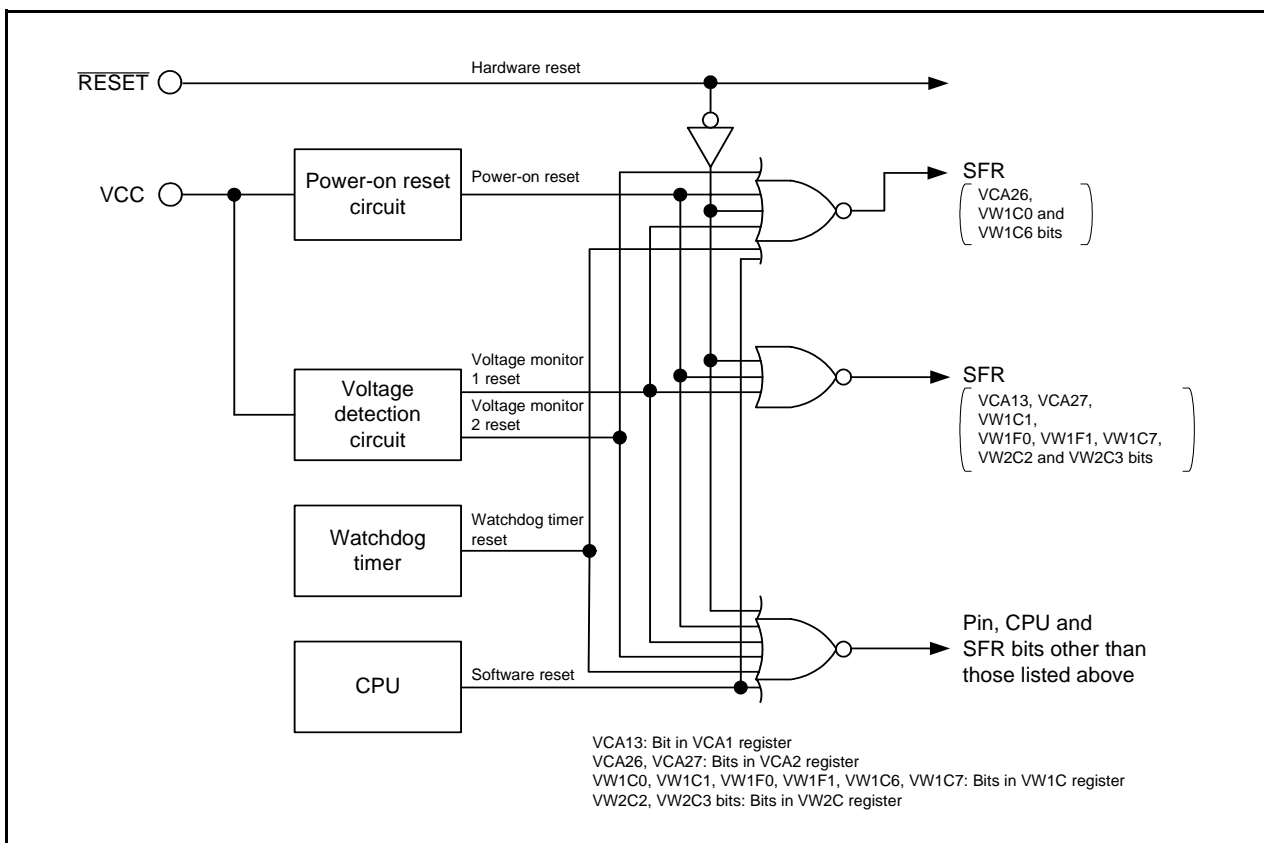 RESET
Hardware reset
VCC
Power-on reset
circuit
Power-on reset
SFR
VCA26,
VW1C0 and
VW1C6 bits
Voltage
detection
circuit
Voltage monitor
1 reset
Voltage monitor
2 reset
SFR
VCA13, VCA27,
VW1C1,
VW1F0, VW1F1, VW1C7,
VW2C2 and VW2C3 bits
Watchdog
timer
Watchdog timer
reset
CPU
Software reset
Pin, CPU and
SFR bits other than
those listed above
VCA13: Bit in VCA1 register
VCA26, VCA27: Bits in VCA2 register
VW1C0, VW1C1, VW1F0, VW1F1, VW1C6, VW1C7: Bits in VW1C register
VW2C2, VW2C3 bits: Bits in VW2C register